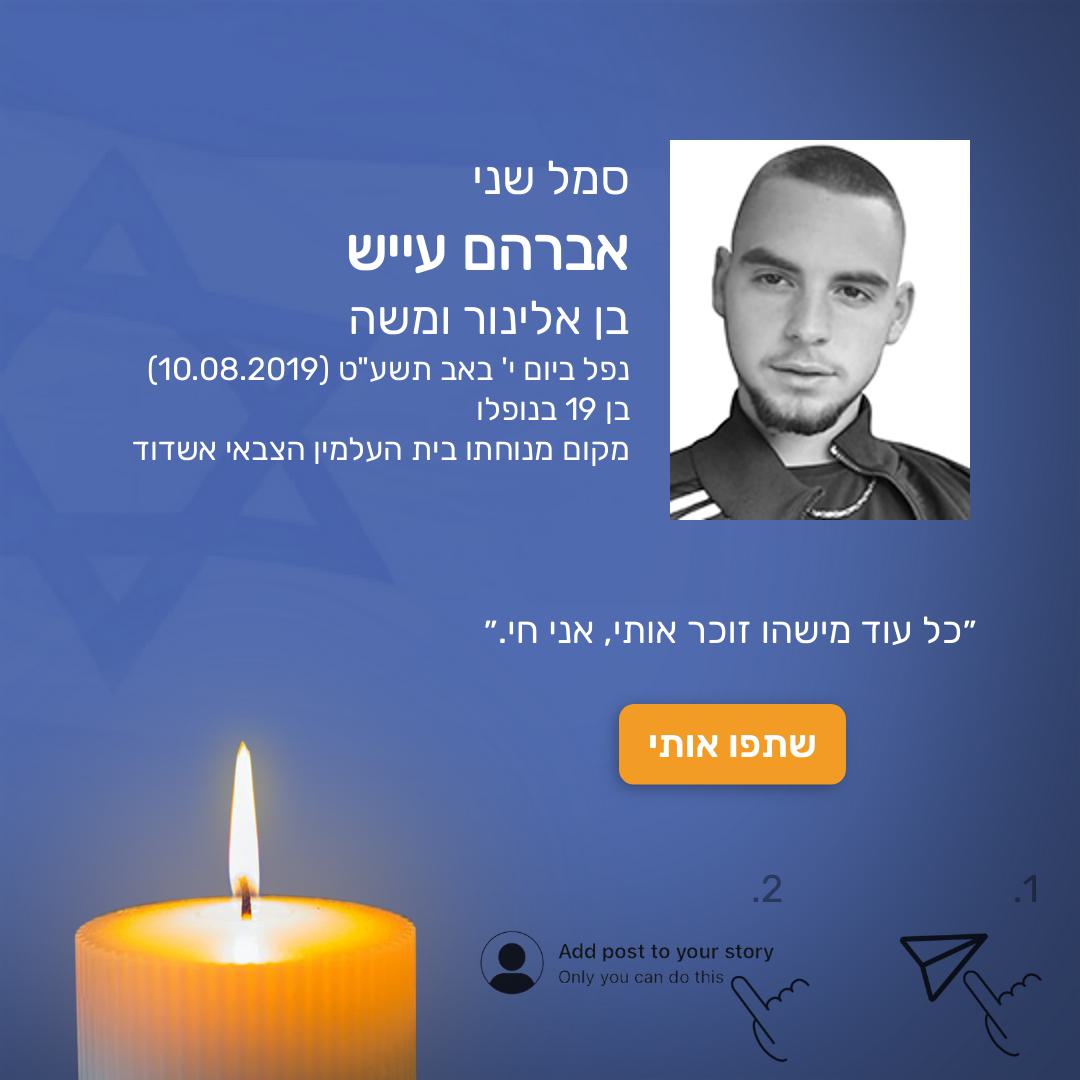 סמל שני
אברהם עייש
בן אלינור ומשה
נפל ביום י' באב תשע"ט (10.08.2019)
בן 19 בנופלו
מקום מנוחתו בית העלמין הצבאי אשדוד
״כל עוד מישהו זוכר אותי, אני חי.״
שתפו אותי
1.
2.
Add post to your story
Only you can do this